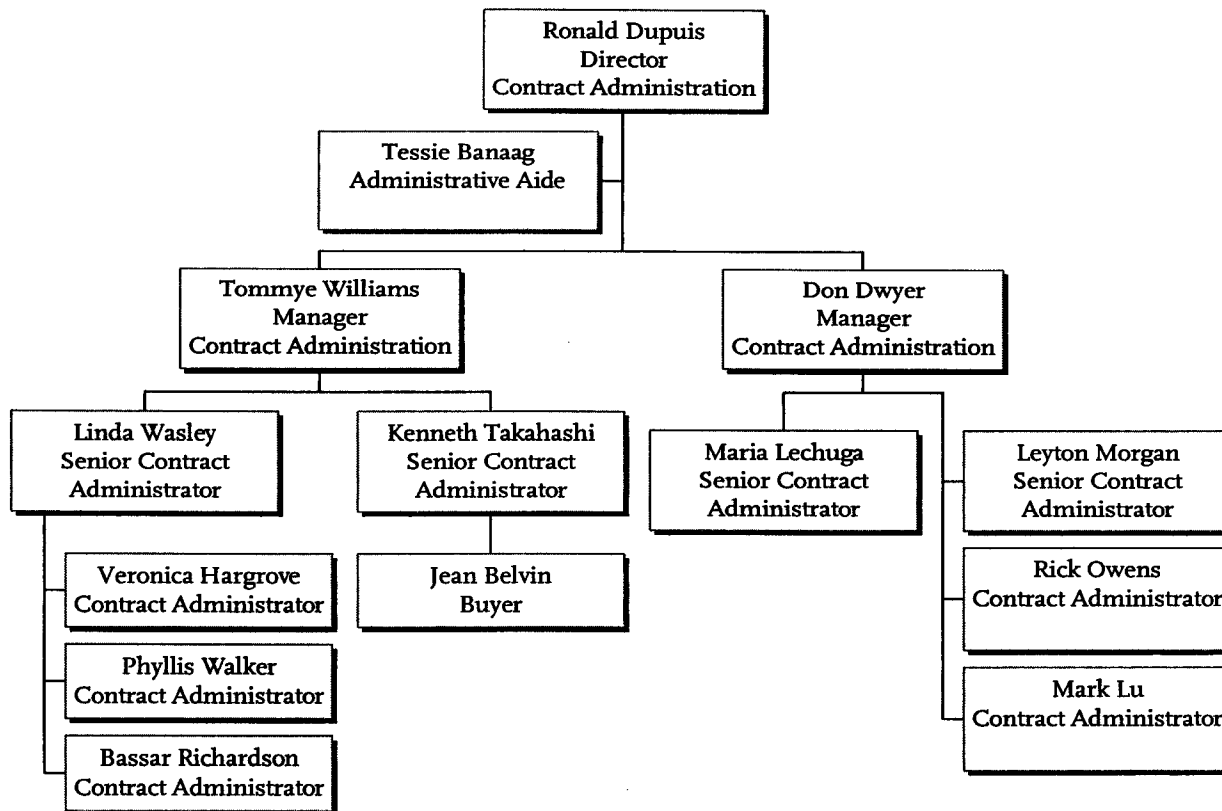 Ronald Dupuis
Director
Contract Administration
Tessie Banaag
Administrative Aide
Tommye Williams
Manager
Contract Administration
Don Dwyer
Manager
Contract Administration
Linda Wasley
Senior Contract
Administrator
Kenneth Takahashi
Senior Contract
Administrator
Maria Lechuga
Senior Contract
Administrator
Leyton Morgan
Senior Contract
Administrator
Veronica Hargrove
Contract Administrator
Jean Belvin
Buyer
Rick Owens
Contract Administrator
Phyllis Walker
Contract Administrator
Mark Lu
Contract Administrator
Bassar Richardson
Contract Administrator